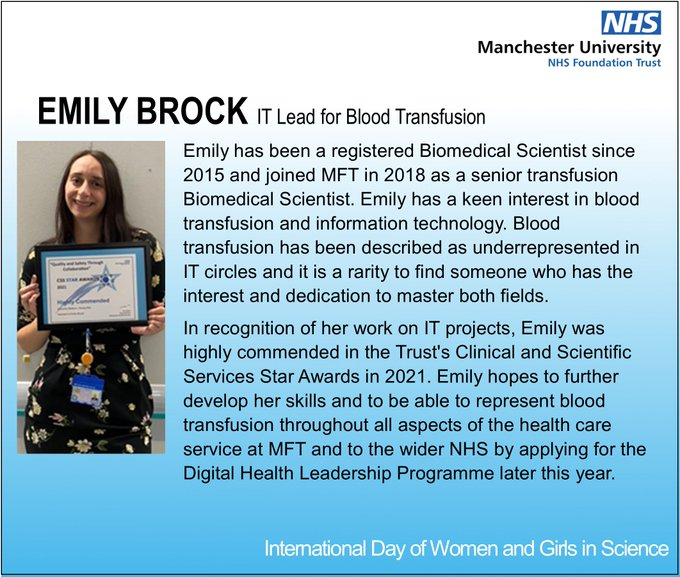 NHS
Manchester University
NHS Foundation Trust
EMILY BROCK IT Lead for Blood Transfusion
Emily has been a registered Biomedical Scientist since
2015 and joined MFT in 2018 as a senior transfusion
Biomedical Scientist. Emily has a keen interest in blood
transfusion and information technology. Blood
transfusion has been described as underrepresented in
IT circles and it is a rarity to find someone who has the
interest and dedication to master both fields.
"Quality and Safety Through
Collaboration"
CSS STAR AWARDS
2021
Highly Commended
In recognition of her work on IT projects, Emily was
highly commended in the Trust's Clinical and Scientific
Services Star Awards in 2021. Emily hopes to further
develop her skills and to be able to represent blood
transfusion throughout all aspects of the health care
service at MFT and to the wider NHS by applying for the
Digital Health Leadership Programme later this year.
International Day of Women and Girls in Science